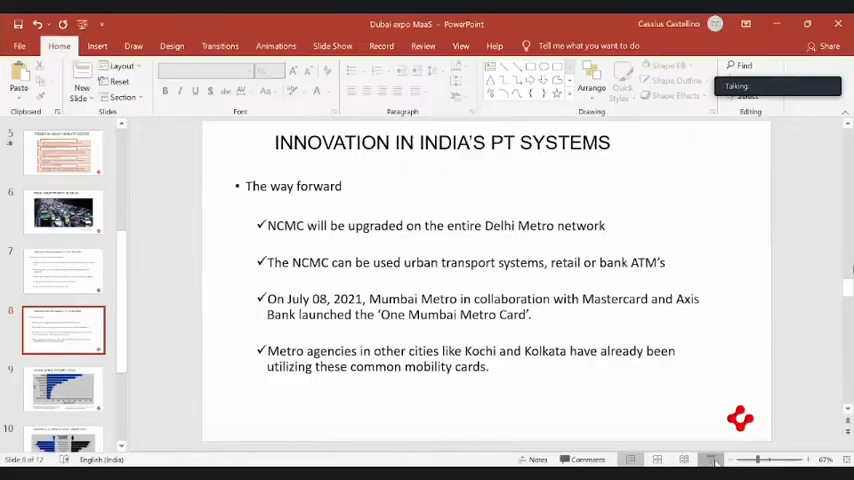 Dubai expo MaaS - PowerPoint
Cassius Castellino
CC
File Home Insert Draw Design Transitions Animations Slide Show Record Review View Help Tell me what you want to do Share
Paste
Clipboard
New Slide
Layout
Reset
Section
Slides
Font
Paragraph
Arrange
Quick Styles
Shape Fill
Shape Outline
Shape Effects
Drawing
Find
Editing
Talking:
5
6
7
8
9
10
INNOVATION IN INDIA'S PT SYSTEMS
• The way forward
✓NCMC will be upgraded on the entire Delhi Metro network
✓The NCMC can be used urban transport systems, retail or bank ATM's
✓On July 08, 2021, Mumbai Metro in collaboration with Mastercard and Axis
Bank launched the 'One Mumbai Metro Card'.
✓Metro agencies in other cities like Kochi and Kolkata have already been
utilizing these common mobility cards.
Slide 8 of 12 English (India) Notes Comments 67%